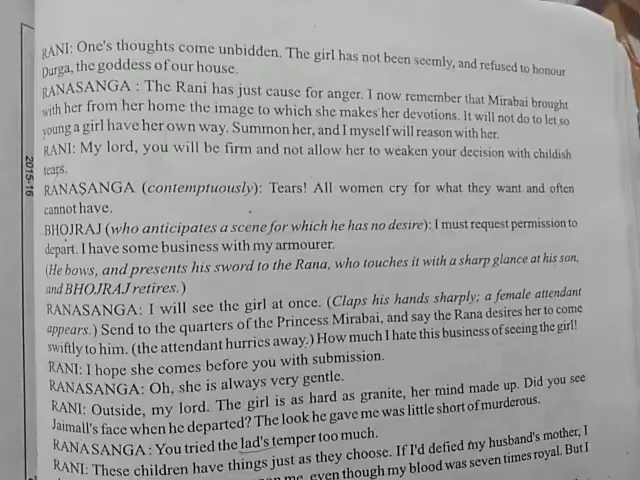 RANI: One's thoughts come unbidden. The girl has not been seemly, and refused to honour
Durga, the goddess of our house.
RANASANGA : The Rani has just cause for anger. I now remember that Mirabai brought
with her from her home the image to which she makes her devotions. It will not do to let so
young a girl have her own way. Summon her, and I myself will reason with her.
RANI: My lord, you will be firm and not allow her to weaken your decision with childish
tears.
RANASANGA (contemptuously): Tears! All women cry for what they want and often
cannot have.
BHOJRAJ (who anticipates a scene for which he has no desire): I must request permission to
depart. I have some business with my armourer.
(He bows, and presents his sword to the Rana, who touches it with a sharp glance at his son,
and BHOJRAJ retires.)
RANASANGA: I will see the girl at once. (Claps his hands sharply; a female attendant
appears.) Send to the quarters of the Princess Mirabai, and say the Rana desires her to come
swiftly to him. (the attendant hurries away.) How much I hate this business of seeing the girl!
RANI: I hope she comes before you with submission.
RANASANGA: Oh, she is always very gentle.
RANI: Outside, my lord. The girl is as hard as granite, her mind made up. Did you see
Jaimall's face when he departed? The look he gave me was little short of murderous.
RANASANGA : You tried the lad's temper too much.
RANI: These children have things just as they choose. If I'd defied my husband's mother, I
me, even though my blood was seven times royal. But I
2015-16